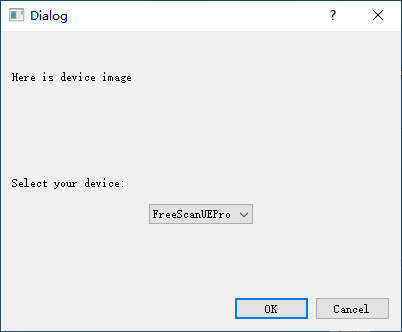 Dialog
?
Here is device image
Select your device:
FreeScanUEPro
OK
Cancel